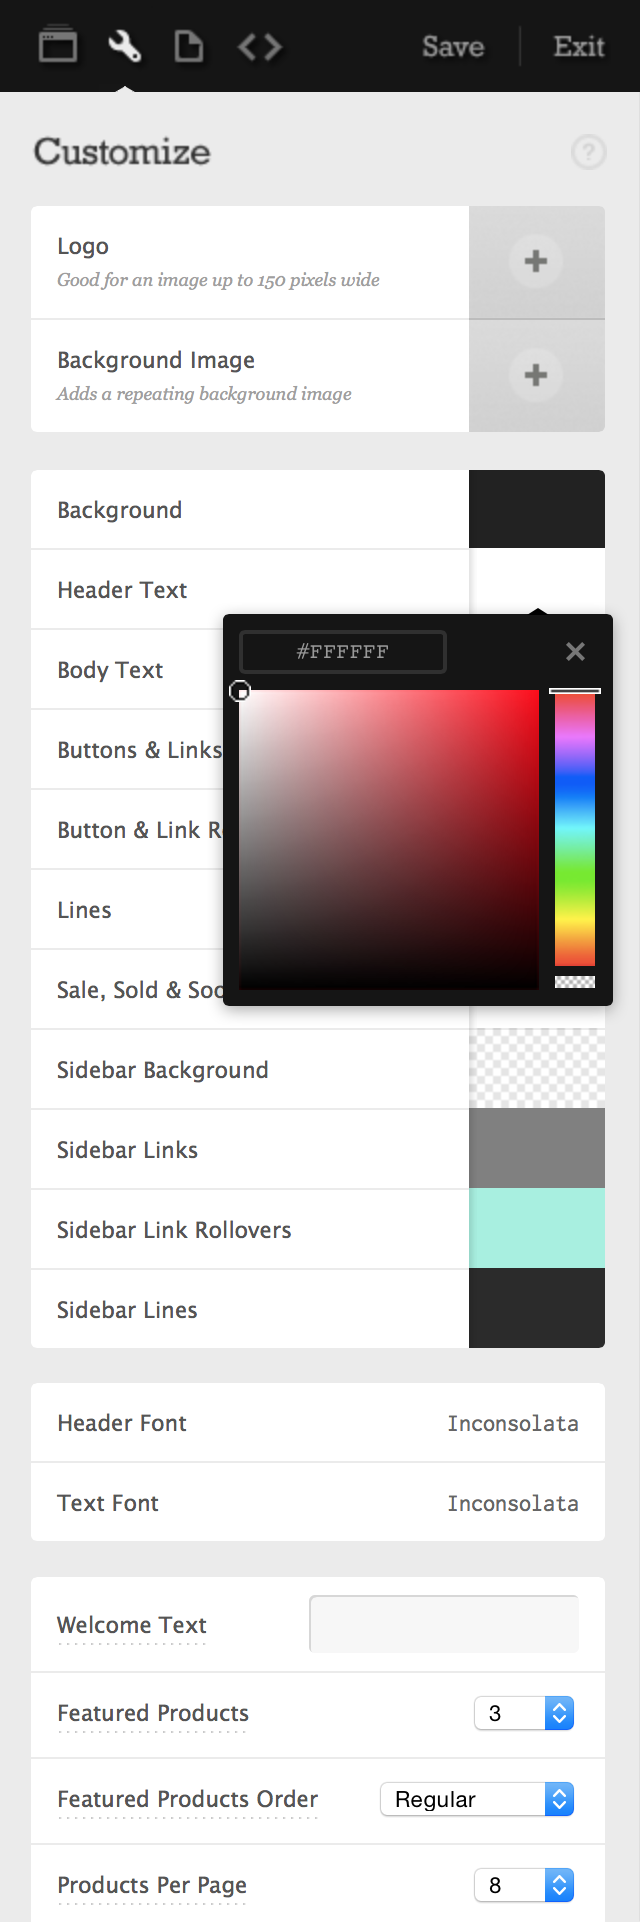 Save Exit
Customize
?
Logo
Good for an image up to 150 pixels wide
Background Image
Adds a repeating background image
Background
Header Text
#FFFFFF
Body Text
Buttons & Links
Button & Link R
Lines
Sale, Sold & Soo
Sidebar Background
Sidebar Links
Sidebar Link Rollovers
Sidebar Lines
Header Font Inconsolata
Text Font Inconsolata
Welcome Text
Featured Products 3
Featured Products Order Regular
Products Per Page 8